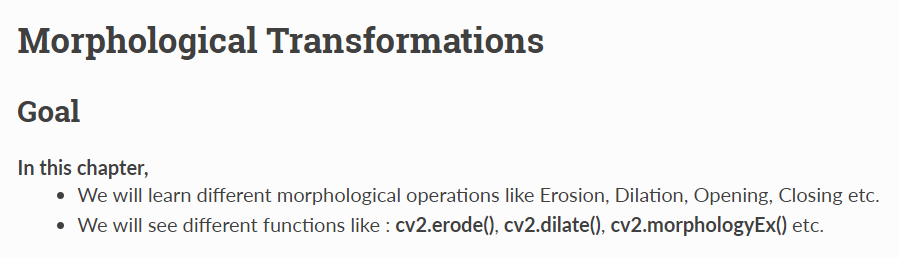 Morphological Transformations
Goal
In this chapter,
• We will learn different morphological operations like Erosion, Dilation, Opening, Closing etc.
• We will see different functions like : cv2.erode(), cv2.dilate(), cv2.morphologyEx() etc.